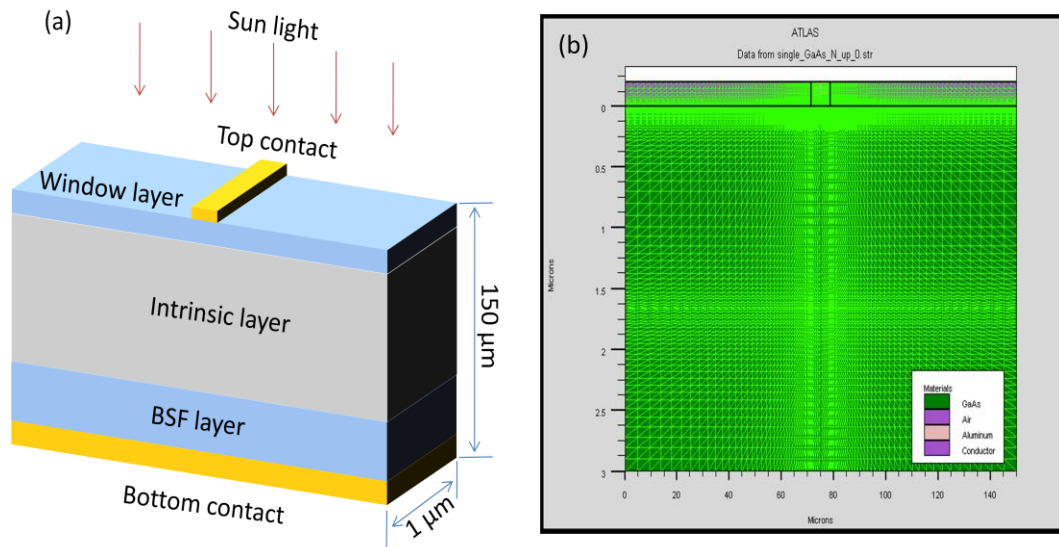 (a)
Sun light
Top contact
Window layer
Intrinsic layer
BSF layer
Bottom contact
150 µm
1 µm
(b)
ATLAS
Data from single_GaAs_N_up_0.str
Microns
0
0.5
1
1.5
2
2.5
3
0 20 40 60 80 100 120 140
Microns
Materials
GaAs
Air
Aluminum
Conductor